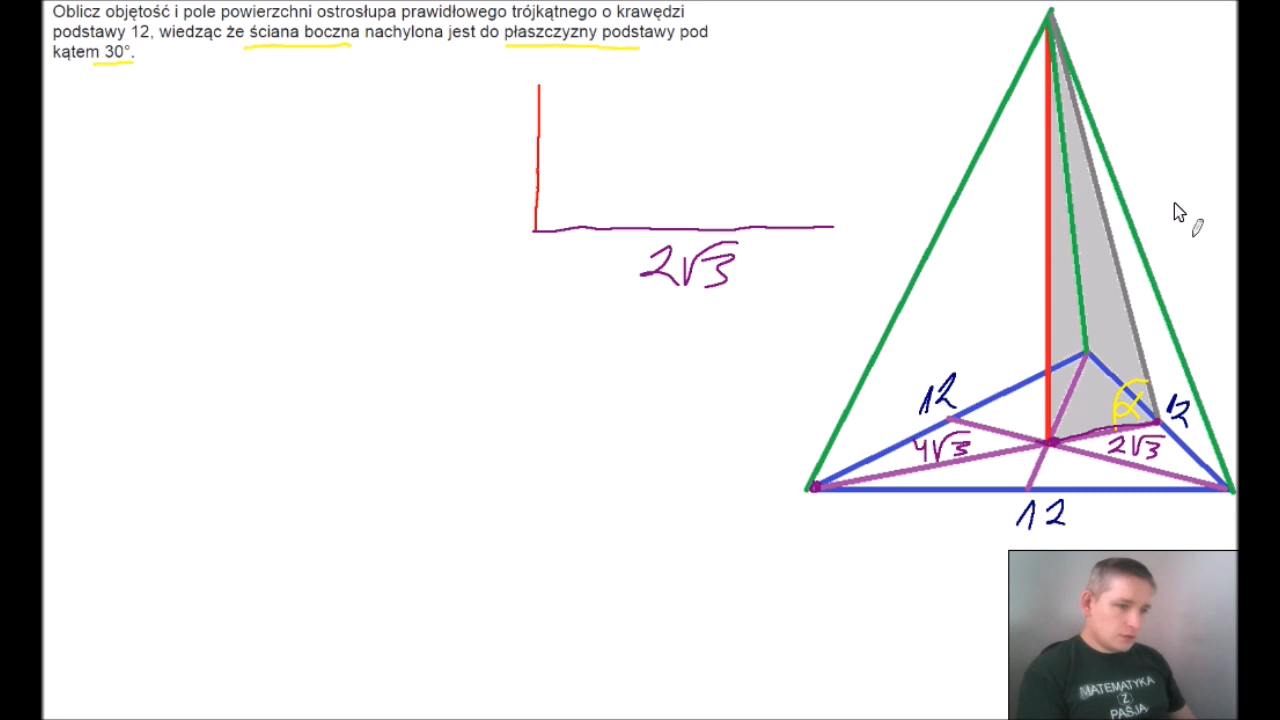 Oblicz objętość i pole powierzchni ostrosłupa prawidłowego trójkątnego o krawędzi
podstawy 12, wiedząc że ściana boczna nachylona jest do płaszczyzny podstawy pod
kątem 30°.
2√3
12
α
12
4√3
2√3
12
MATEMATYKA
Z
PASJĄ